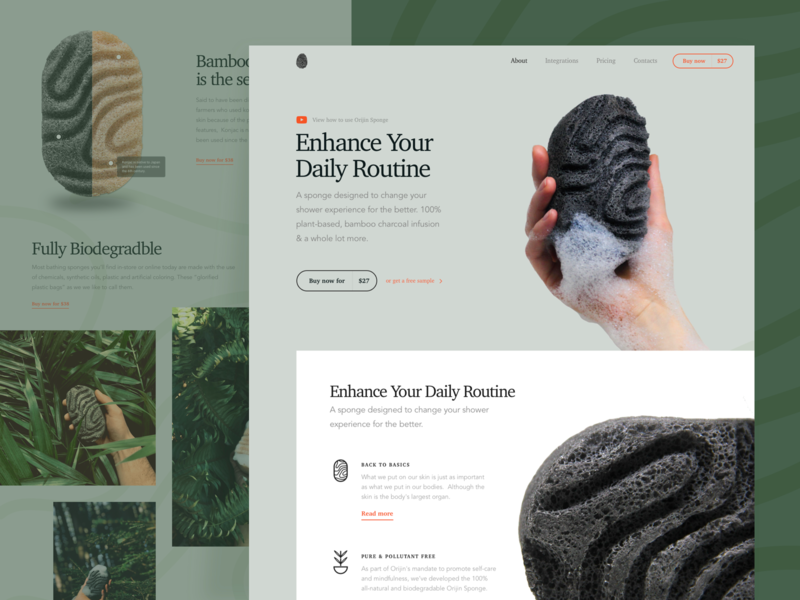 Bamboo
is the se
Buy now for $28
Fully Biodegradble
Most bathing sponges you'll find in-store or online today are made with the use
of chemicals, synthetic
plastic and artificial coloring. These "glorified
plastic bags" as we like to call them
Buy now for $28
About
Integrations
Pricing
Contacts
Buy now $27
View how to use Orijin Sponge
Enhance Your
Daily Routine
A sponge designed to change your
shower experience for the better. 100%
plant-based, bamboo charcoal infusion
& a whole lot more.
Buy now for $27
or get a free sample
Enhance Your Daily Routine
A sponge designed to change your shower
experience for the better.
BACK TO BASICS
What we put on our skin is just as important
as what we put in our bodies. Although the
skin is the body's largest organ.
Read more
PURE & POLLUTANT FREE
As part of Orijin's mandate to promote self-care
and mindfulness, we've developed the 100%
all-natural and biodegradable Orijin Sponge.